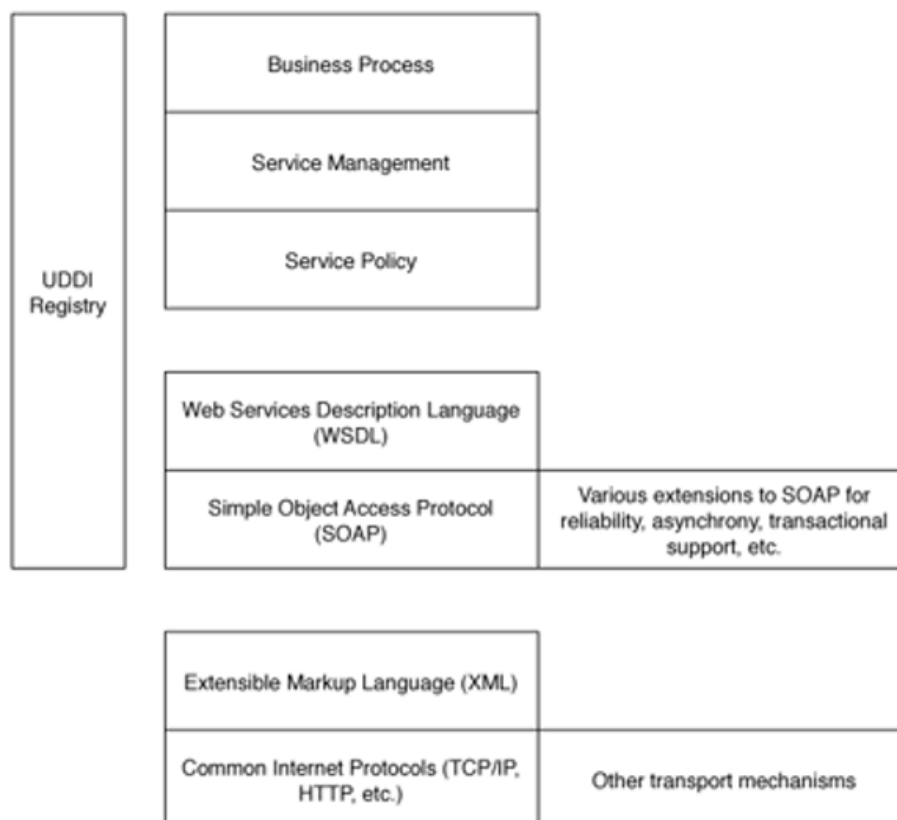 Business Process
Service Management
Service Policy
UDDI
Registry
Web Services Description Language
(WSDL)
Simple Object Access Protocol
(SOAP)
Various extensions to SOAP for
reliability, asynchrony, transactional
support, etc.
Extensible Markup Language (XML)
Common Internet Protocols (TCP/IP,
HTTP, etc.)
Other transport mechanisms